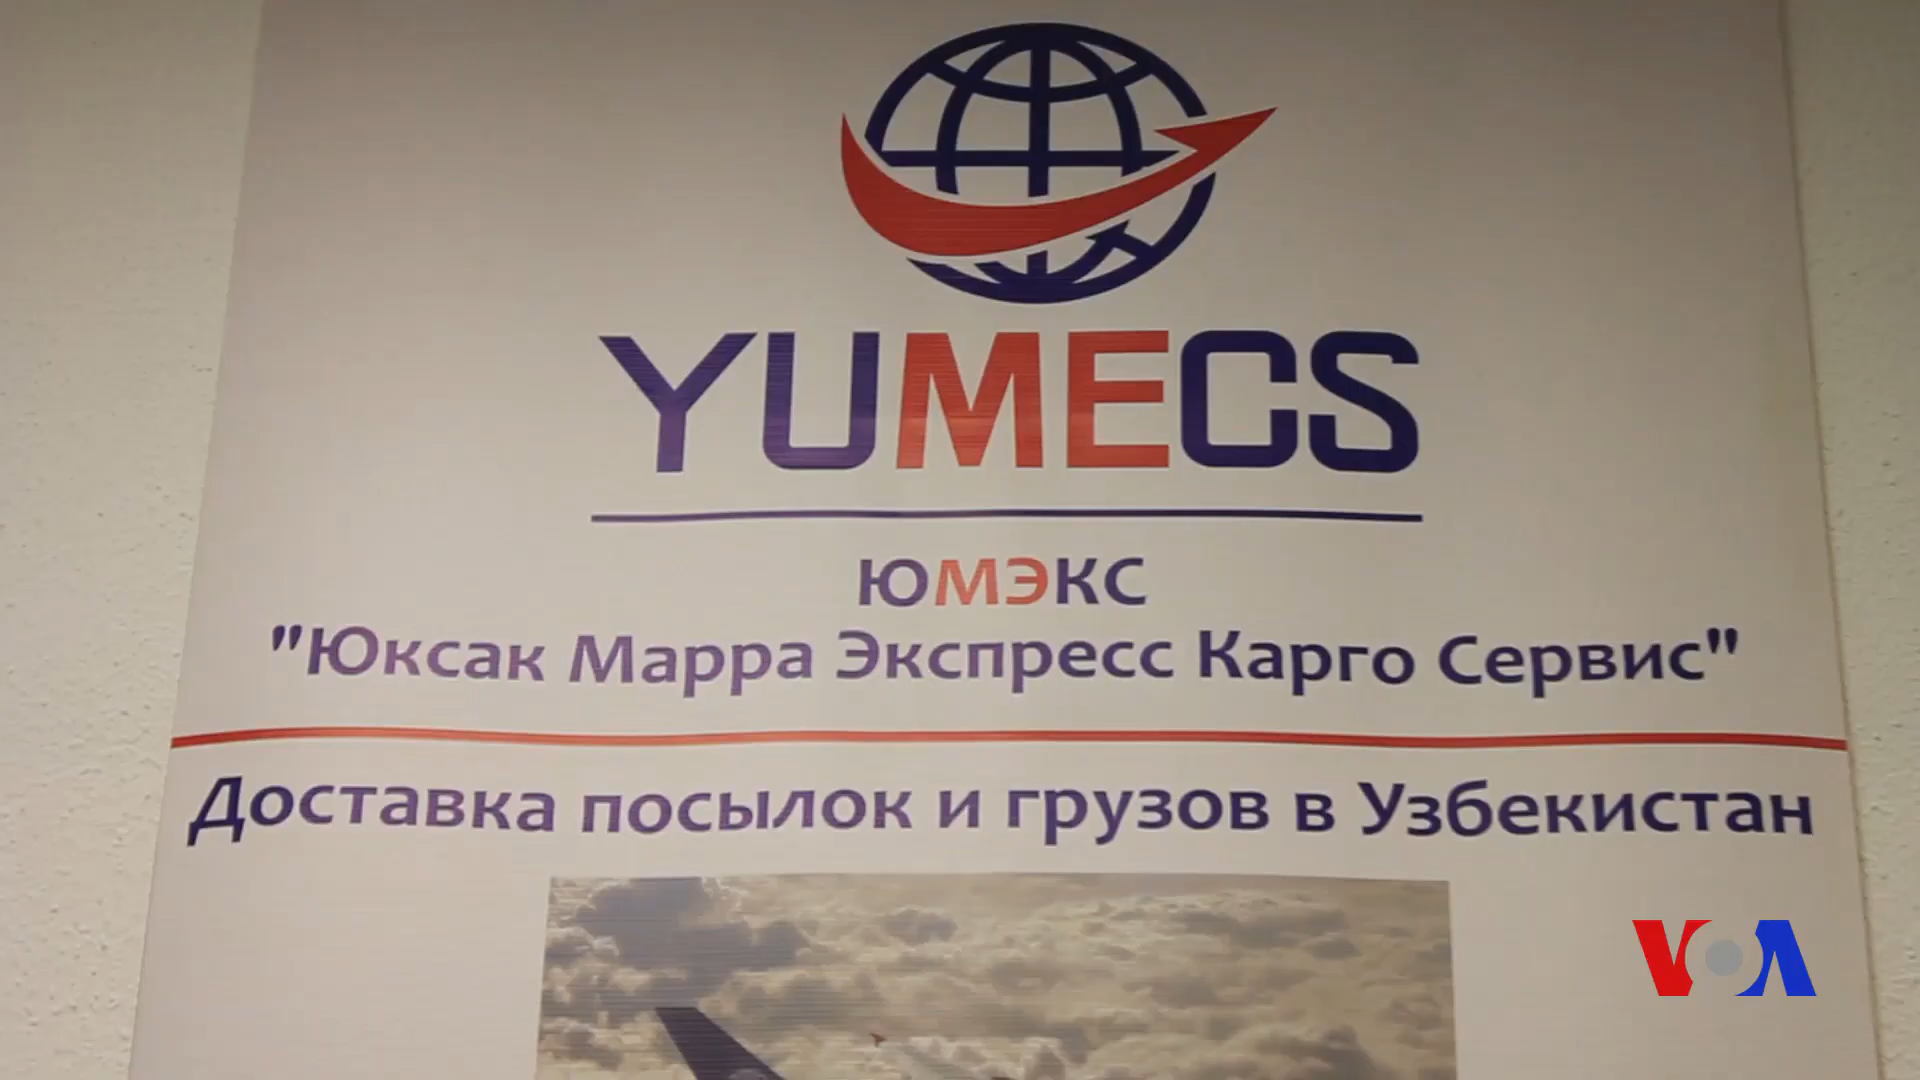 YUMECS
ЮМЭКС
"Юксак Марра Экспресс Карго Сервис"
Доставка посылок и грузов в Узбекистан
VOA